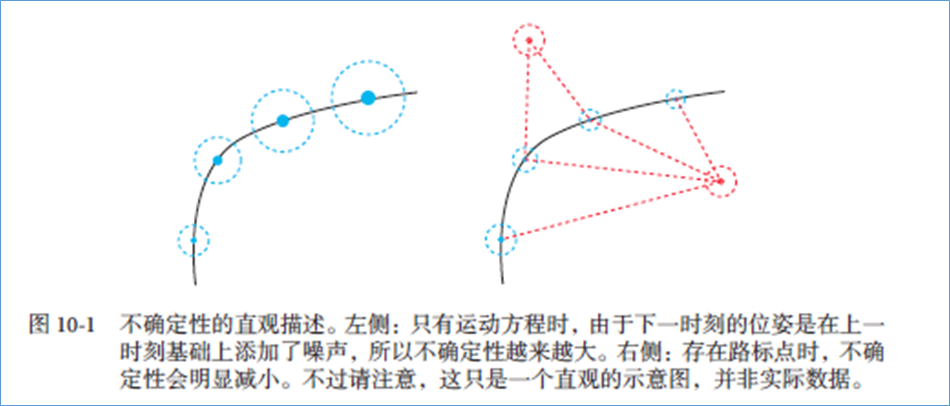 图 10-1 不确定性的直观描述。左侧：只有运动方程时，由于下一时刻的位姿是在上一
时刻基础上添加了噪声，所以不确定性越来越大。右侧：存在路标点时，不确
定性会明显减小。不过请注意，这只是一个直观的示意图，并非实际数据。